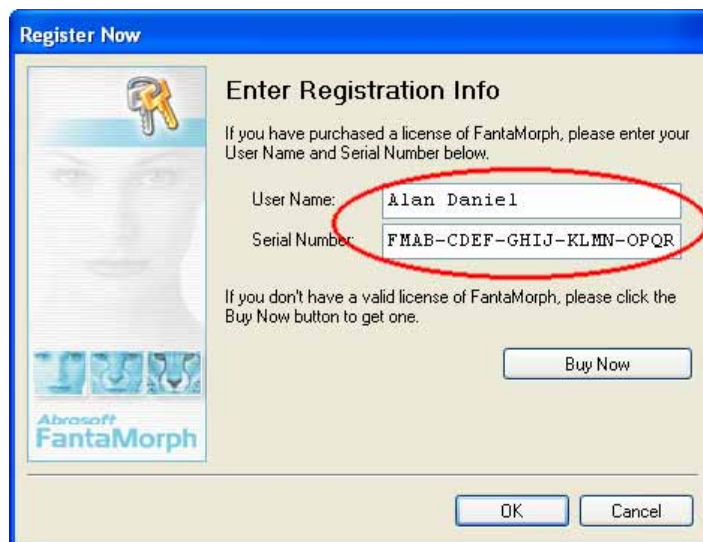 Register Now
Enter Registration Info
If you have purchased a license of FantaMorph, please enter your
User Name and Serial Number below.
User Name: Alan Daniel
Serial Number: FMAB-CDEF-GHIJ-KLMN-OPQR
If you don't have a valid license of FantaMorph, please click the
Buy Now button to get one.
Buy Now
Abrosoft
FantaMorph
OK Cancel